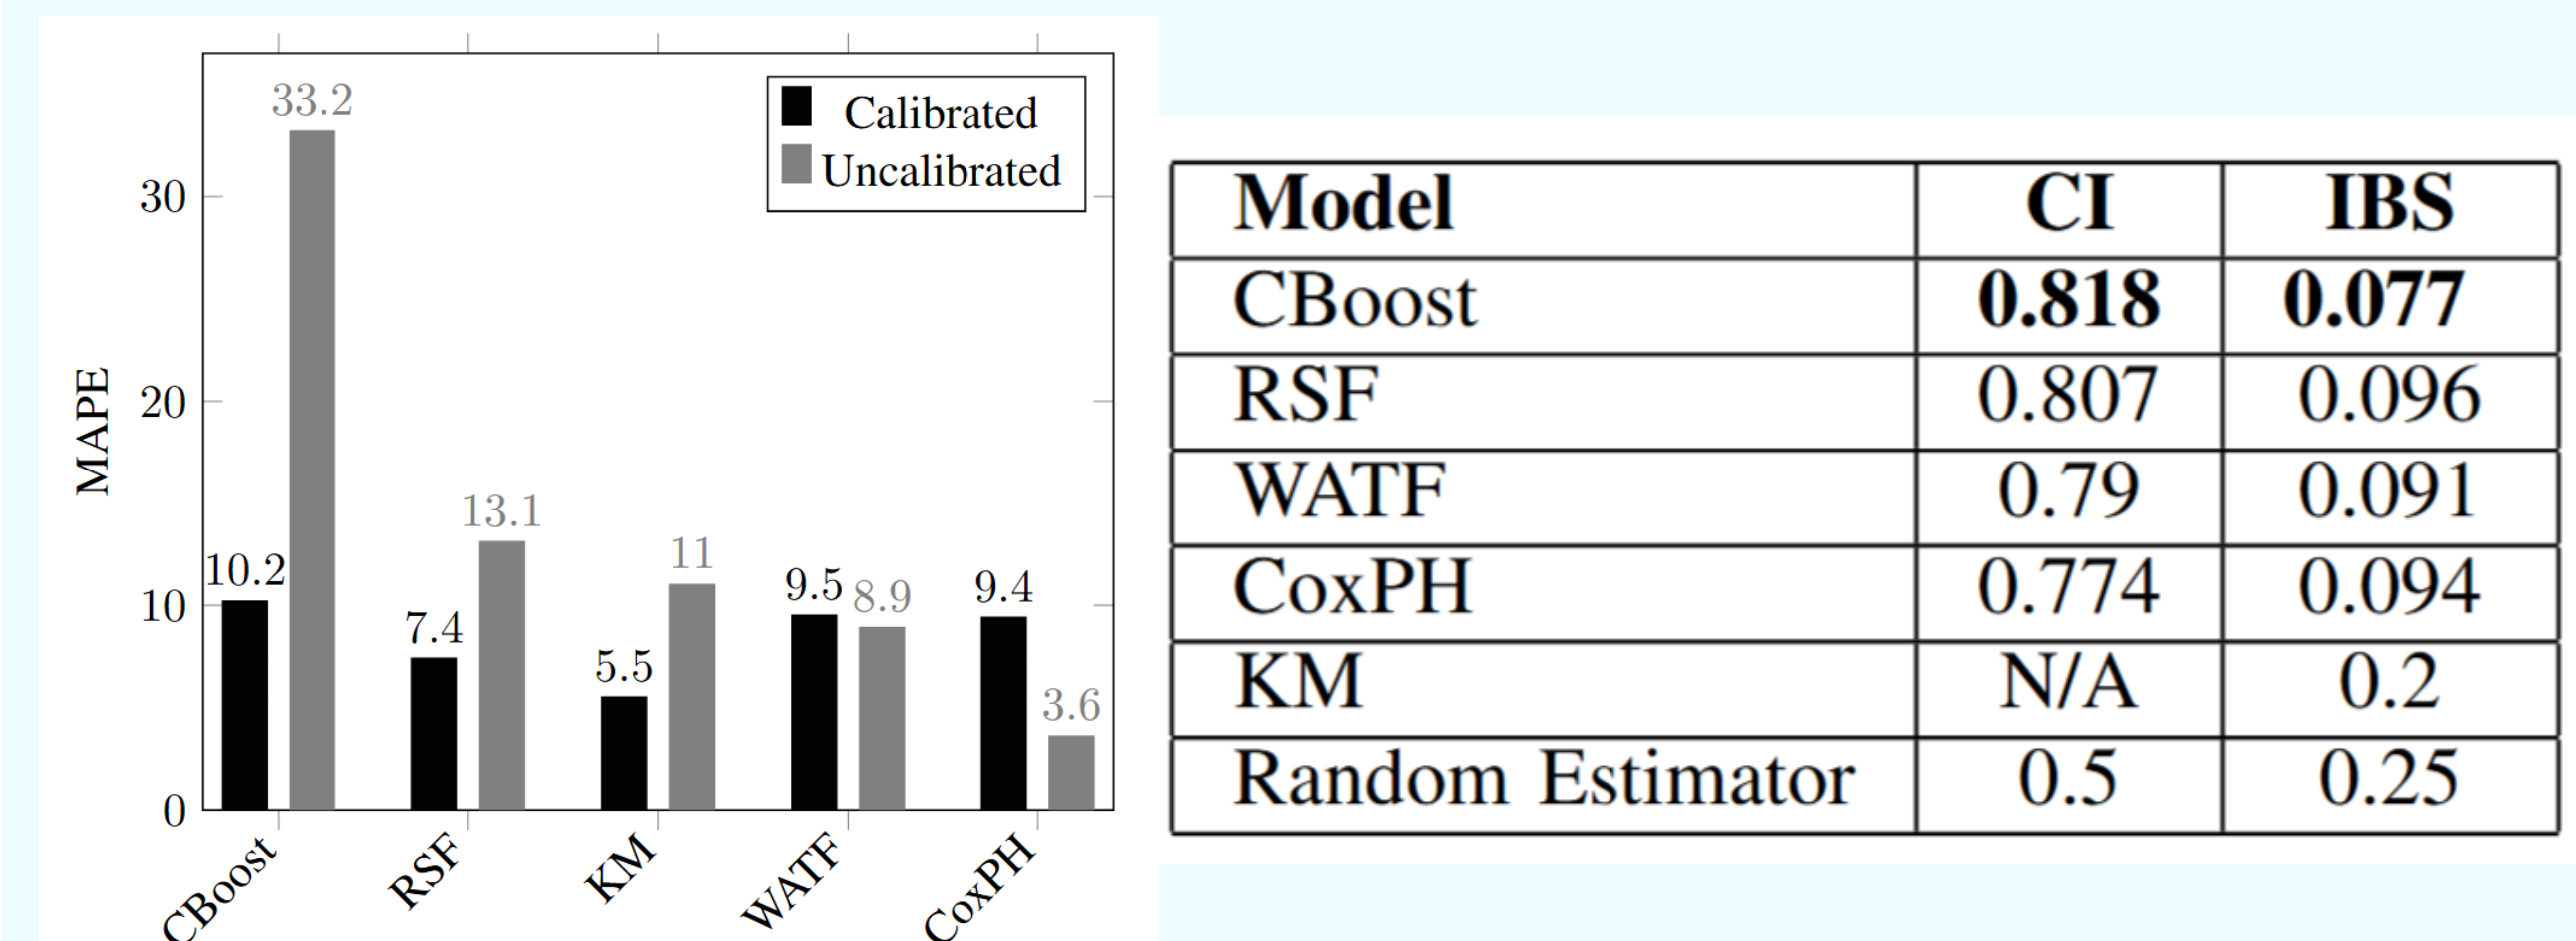 33.2
Calibrated
Uncalibrated
30
20
10
0
MAPE
10.2
13.1
7.4
11
5.5
9.5
8.9
9.4
3.6
CBoost
RSF
KM
WATF
CoxPH
Model CI IBS
CBoost 0.818 0.077
RSF 0.807 0.096
WATF 0.79 0.091
CoxPH 0.774 0.094
KM N/A 0.2
Random Estimator 0.5 0.25